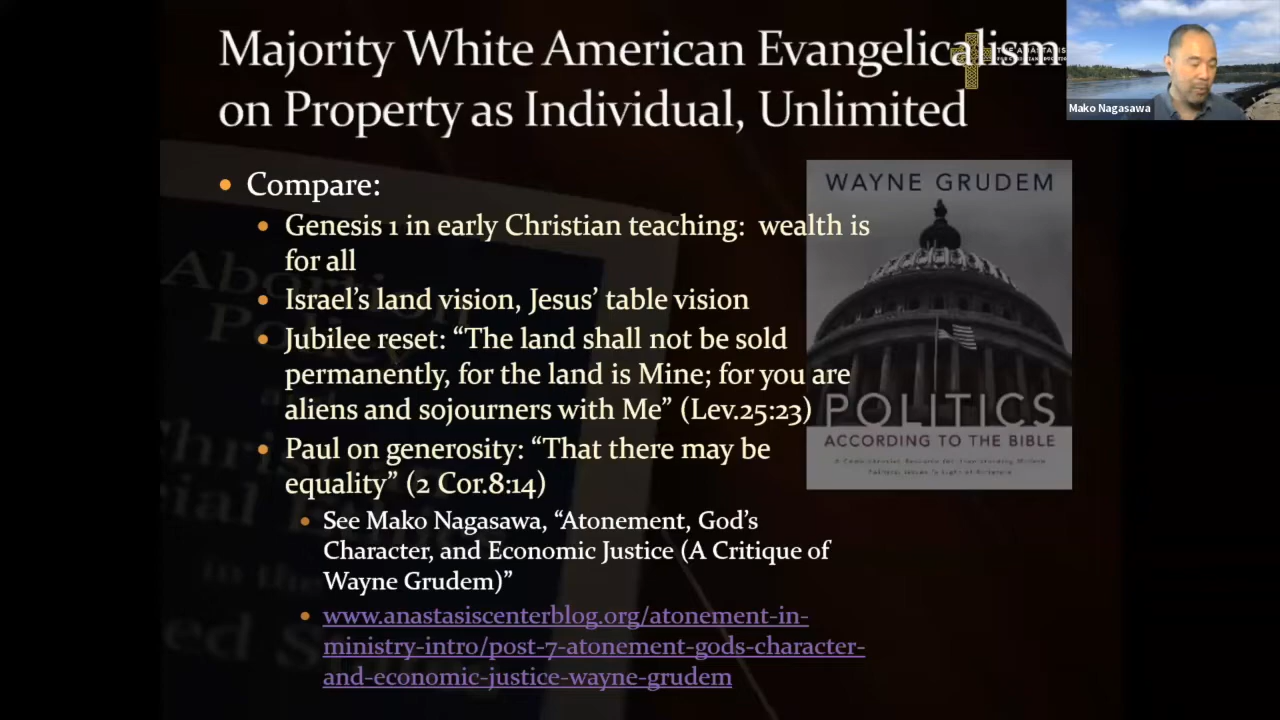 Majority White American Evangelicalism
on Property as Individual, Unlimited
THE ANASTASIS
Mako Nagasawa
• Compare:
• Genesis 1 in early Christian teaching: wealth is
for all
• Israel’s land vision, Jesus’ table vision
• Jubilee reset: “The land shall not be sold
permanently, for the land is Mine; for you are
aliens and sojourners with Me” (Lev.25:23)
• Paul on generosity: “That there may be
equality” (2 Cor.8:14)
• See Mako Nagasawa, “Atonement, God’s
Character, and Economic Justice (A Critique of
Wayne Grudem)”
• www.anastasiscenterblog.org/atonement-in-
ministry-intro/post-7-atonement-gods-character-
and-economic-justice-wayne-grudem
WAYNE GRUDEM
POLITICS
ACCORDING TO THE BIBLE
Abortion
Policy